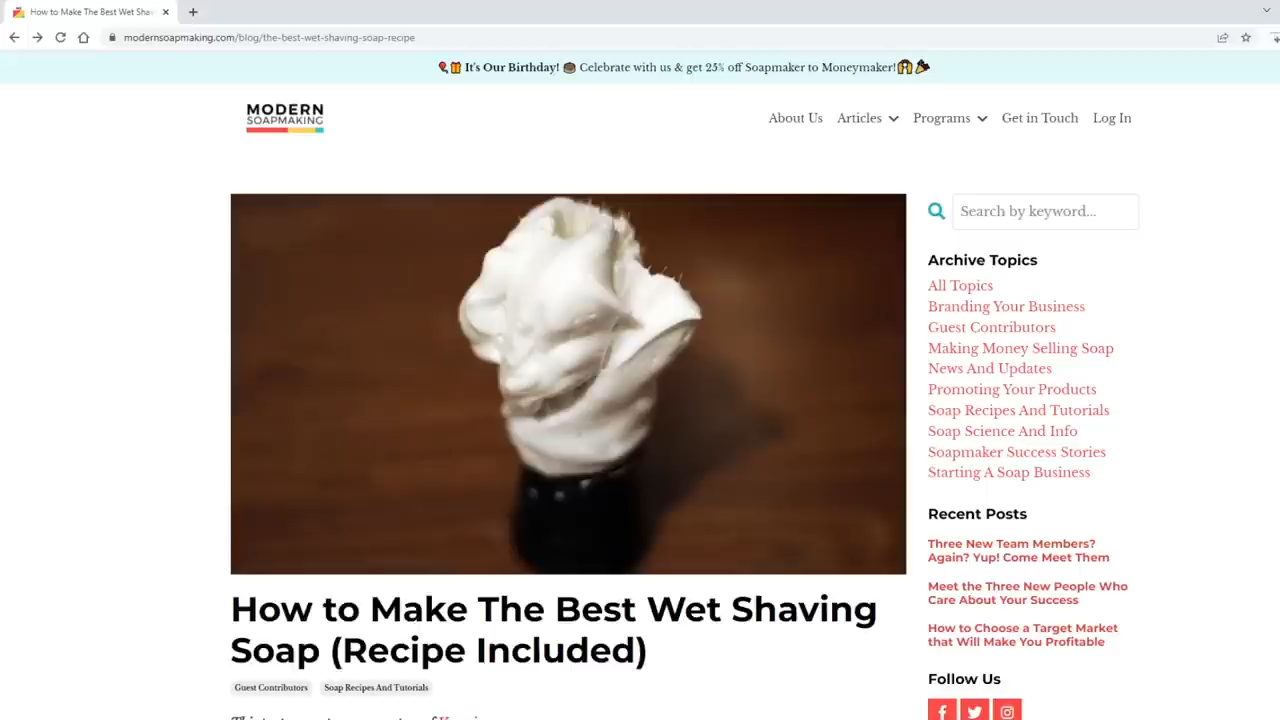 How to Make The Best Wet Shav
modernsoapmaking.com/blog/the-best-wet-shaving-soap-recipe
It's Our Birthday! Celebrate with us & get 25% off Soapmaker to Moneymaker!
MODERN
SOAPMAKING
About Us Articles Programs Get in Touch Log In
Search by keyword...
Archive Topics
All Topics
Branding Your Business
Guest Contributors
Making Money Selling Soap
News And Updates
Promoting Your Products
Soap Recipes And Tutorials
Soap Science And Info
Soapmaker Success Stories
Starting A Soap Business
Recent Posts
Three New Team Members?
Again? Yup! Come Meet Them
Meet the Three New People Who
Care About Your Success
How to Choose a Target Market
that Will Make You Profitable
Follow Us
How to Make The Best Wet Shaving
Soap (Recipe Included)
Guest Contributors Soap Recipes And Tutorials